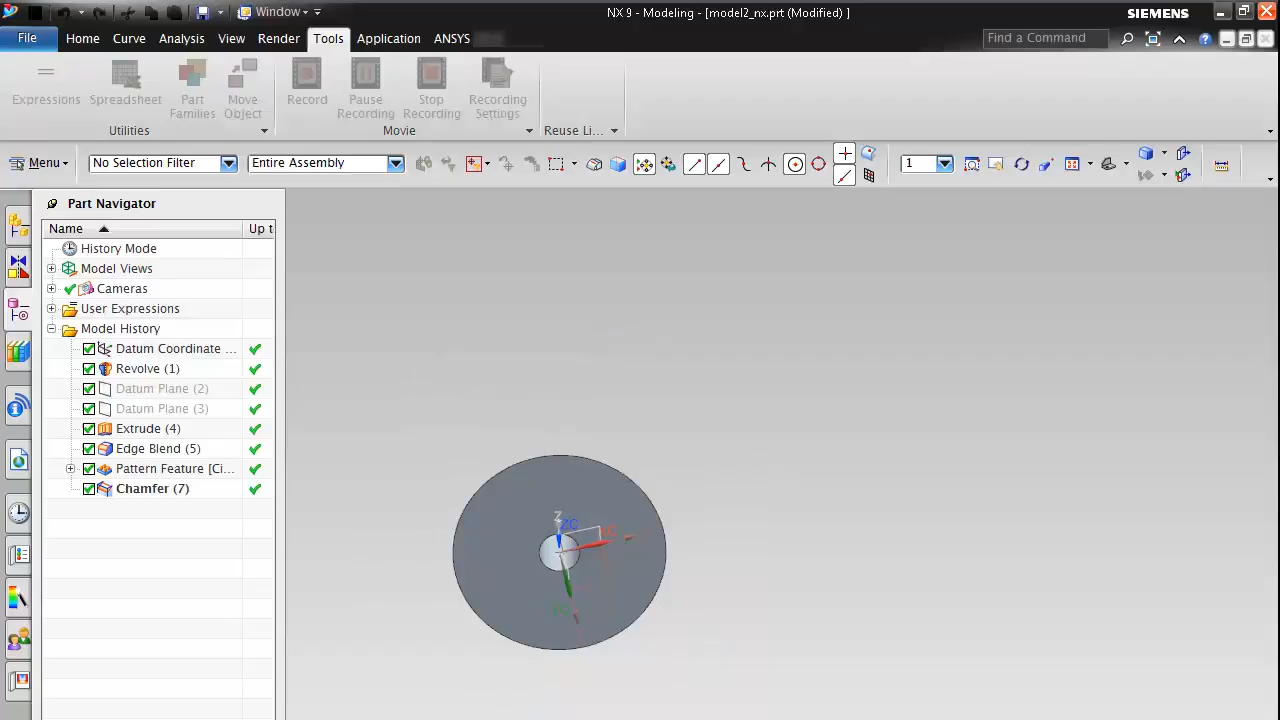 Window
NX 9 - Modeling - [model2_nx.prt (Modified) ]
SIEMENS
File
Home
Curve
Analysis
View
Render
Tools
Application
ANSYS
Find a Command
Expressions
Spreadsheet
Part Families
Move Object
Record
Pause Recording
Stop Recording
Recording Settings
Utilities
Movie
Reuse Li...
Menu
No Selection Filter
Entire Assembly
1
Part Navigator
Name
Up t
History Mode
Model Views
Cameras
User Expressions
Model History
Datum Coordinate ...
Revolve (1)
Datum Plane (2)
Datum Plane (3)
Extrude (4)
Edge Blend (5)
Pattern Feature [Ci...
Chamfer (7)
Z
ZC